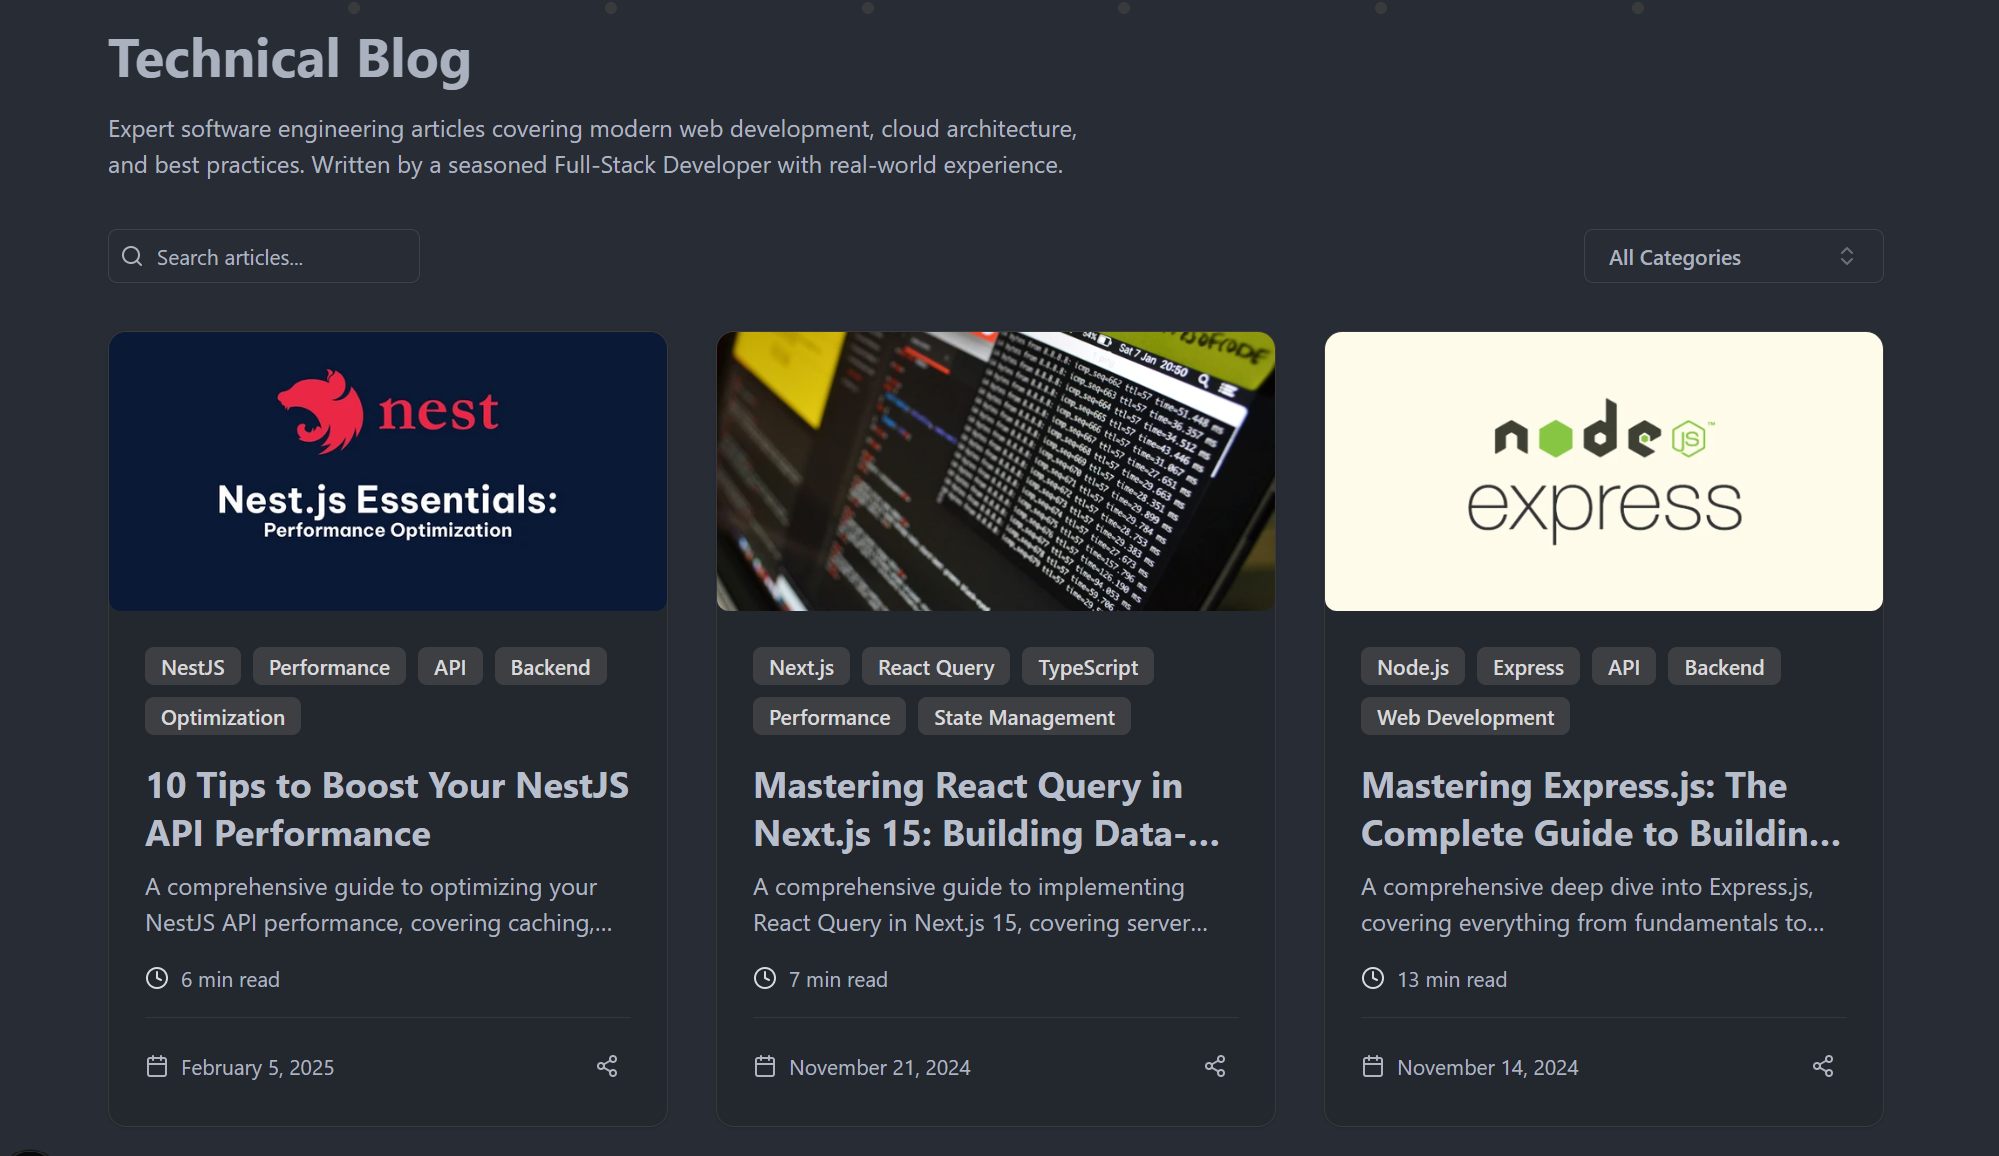 Technical Blog
Expert software engineering articles covering modern web development, cloud architecture,
and best practices. Written by a seasoned Full-Stack Developer with real-world experience.
Search articles...
All Categories
nest
Nest.js Essentials:
Performance Optimization
NestJS Performance API Backend
Optimization
10 Tips to Boost Your NestJS
API Performance
A comprehensive guide to optimizing your
NestJS API performance, covering caching,...
6 min read
February 5, 2025
Sat 7 Jan 20:50
Next.js React Query TypeScript
Performance State Management
Mastering React Query in
Next.js 15: Building Data-...
A comprehensive guide to implementing
React Query in Next.js 15, covering server...
7 min read
November 21, 2024
node JS™
express
Node.js Express API Backend
Web Development
Mastering Express.js: The
Complete Guide to Buildin...
A comprehensive deep dive into Express.js,
covering everything from fundamentals to...
13 min read
November 14, 2024